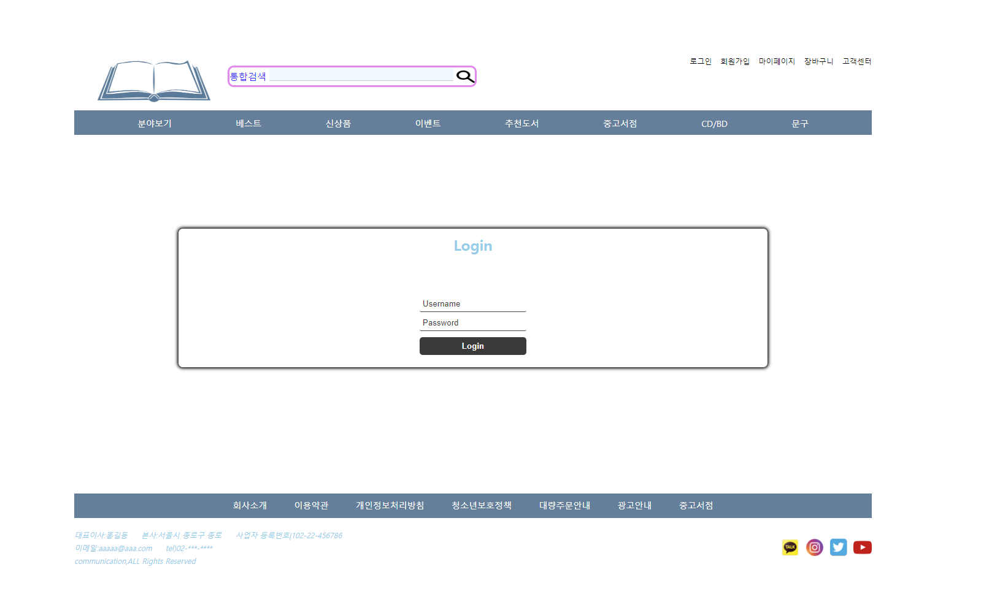 로그인 회원가입 마이페이지 장바구니 고객센터
통합검색
분야보기 베스트 신상품 이벤트 추천도서 중고서점 CD/BD 문구
Login
Username
Password
Login
회사소개 이용약관 개인정보처리방침 청소년보호정책 대량주문안내 광고안내 중고서점
대표이사:홍길동 본사:서울시 종로구 종로 사업자 등록번호|102-22-456786
이메일:aaaaa@aaa.com tel)02-***-****
communication,ALL Rights Reserved
TALK